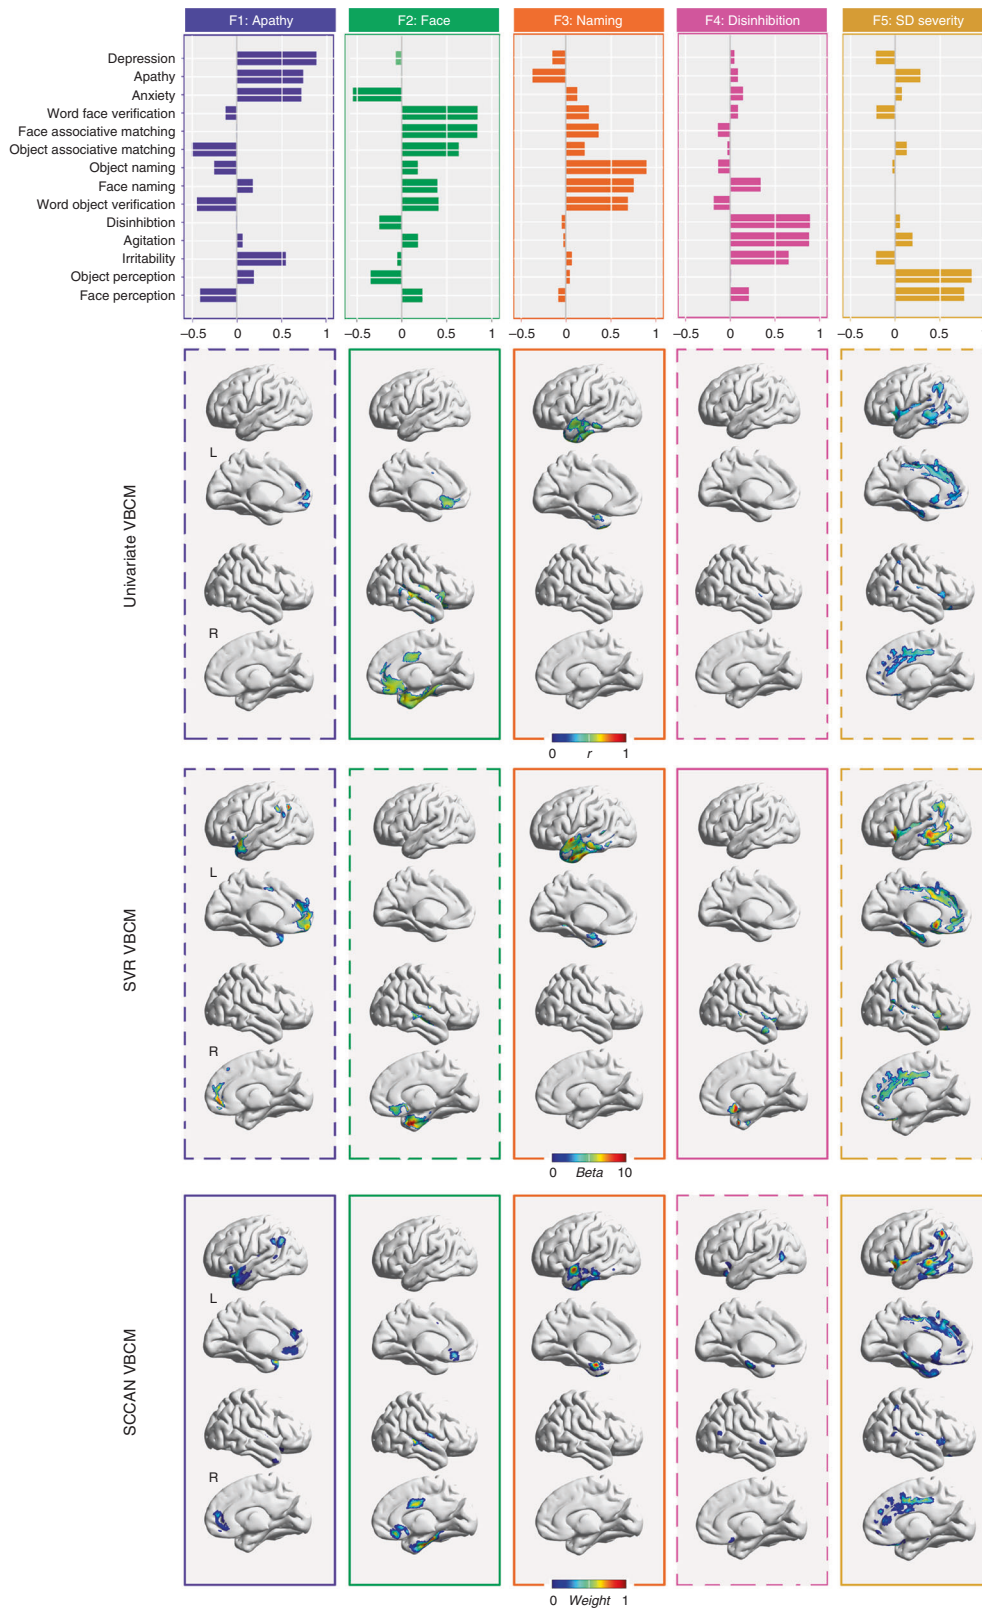 F1: Apathy F2: Face F3: Naming F4: Disinhibition F5: SD severity
Depression
Apathy
Anxiety
Word face verification
Face associative matching
Object associative matching
Object naming
Face naming
Word object verification
Disinhibtion
Agitation
Irritability
Object perception
Face perception
−0.5 0 0.5 1 −0.5 0 0.5 1 −0.5 0 0.5 1 −0.5 0 0.5 1 −0.5 0 0.5
Univariate VBCM
L
R
0 r 1
SVR VBCM
L
R
0 Beta 10
SCCAN VBCM
L
R
0 Weight 1